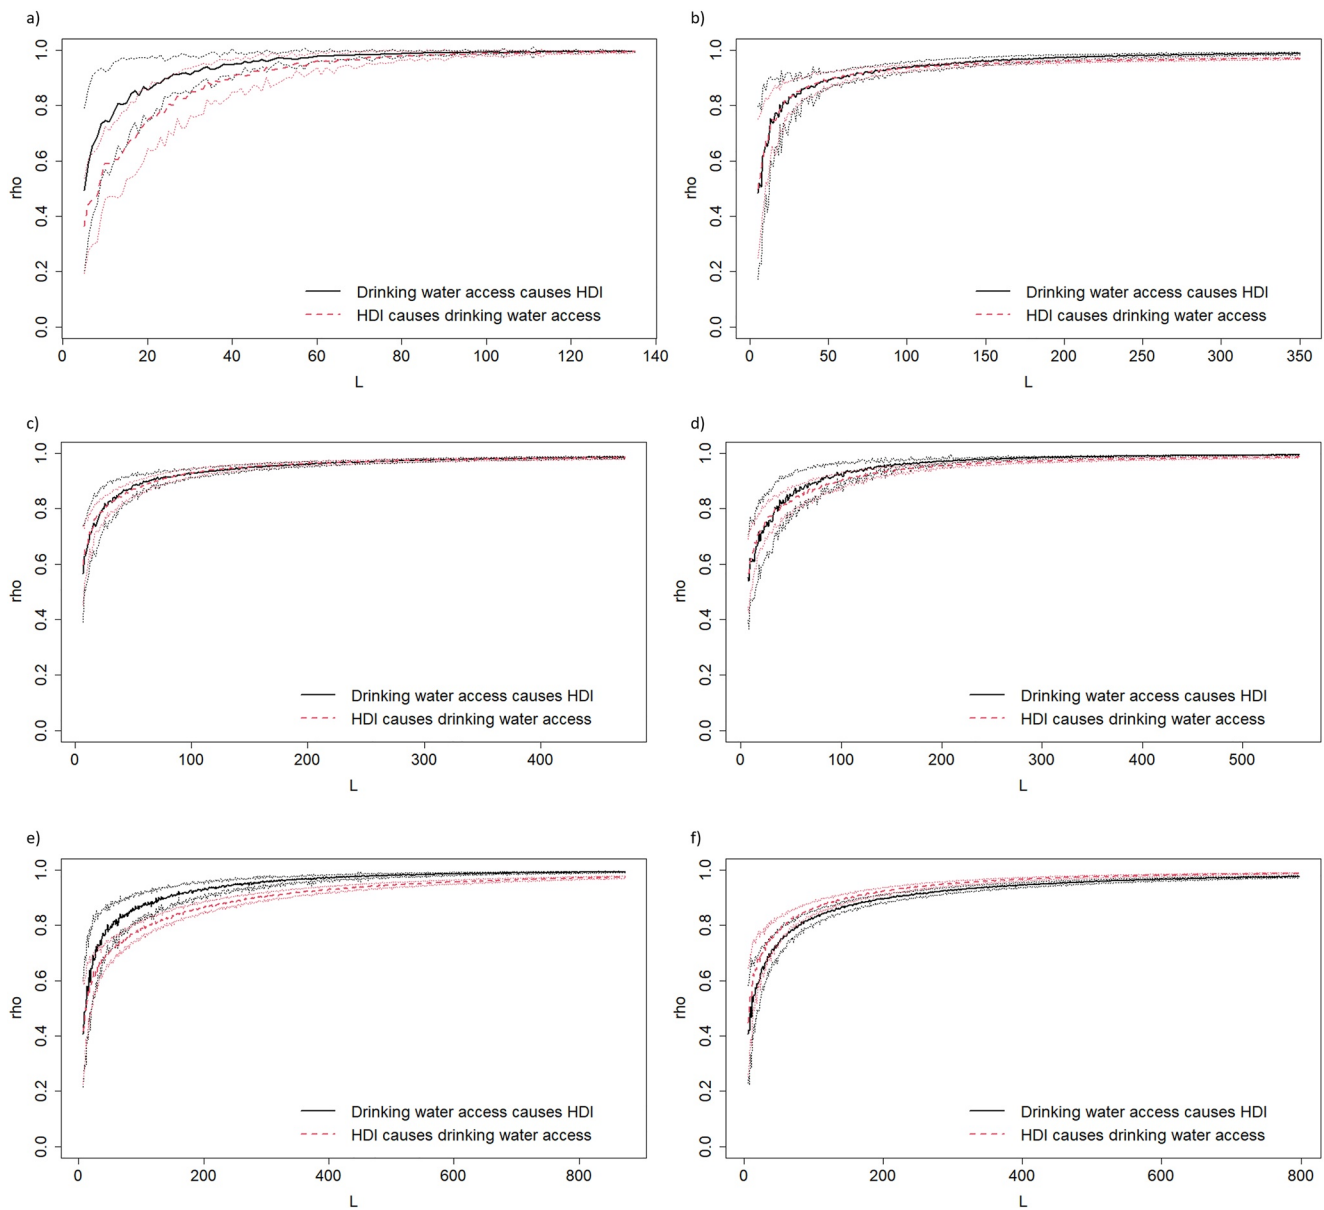 a)
1.0
0.8
0.6
0.4
0.2
0.0
rho
Drinking water access causes HDI
HDI causes drinking water access
0 20 40 60 80 100 120 140
L
b)
1.0
0.8
0.6
0.4
0.2
0.0
rho
Drinking water access causes HDI
HDI causes drinking water access
0 50 100 150 200 250 300 350
L
c)
1.0
0.8
0.6
0.4
0.2
0.0
rho
Drinking water access causes HDI
HDI causes drinking water access
0 100 200 300 400
L
d)
1.0
0.8
0.6
0.4
0.2
0.0
rho
Drinking water access causes HDI
HDI causes drinking water access
0 100 200 300 400 500
L
e)
1.0
0.8
0.6
0.4
0.2
0.0
rho
Drinking water access causes HDI
HDI causes drinking water access
0 200 400 600 800
L
f)
1.0
0.8
0.6
0.4
0.2
0.0
rho
Drinking water access causes HDI
HDI causes drinking water access
0 200 400 600 800
L